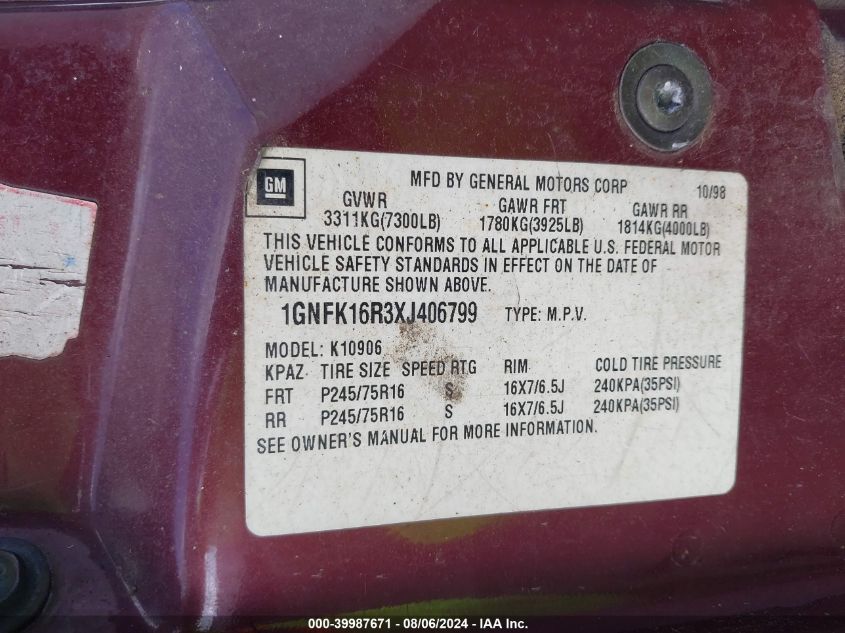 GM
MFD BY GENERAL MOTORS CORP 10/98
GVWR GAWR FRT GAWR RR
3311KG(7300LB) 1780KG(3925LB) 1814KG(4000LB)
THIS VEHICLE CONFORMS TO ALL APPLICABLE U.S. FEDERAL MOTOR
VEHICLE SAFETY STANDARDS IN EFFECT ON THE DATE OF
MANUFACTURE SHOWN ABOVE.
1GNFK16R3XJ406799 TYPE: M.P.V.
MODEL: K10906
KPAZ TIRE SIZE SPEED RTG RIM COLD TIRE PRESSURE
FRT P245/75R16 S 16X7/6.5J 240KPA(35PSI)
RR P245/75R16 S 16X7/6.5J 240KPA(35PSI)
SEE OWNER'S MANUAL FOR MORE INFORMATION.
000-39987671 - 08/06/2024 - IAA Inc.